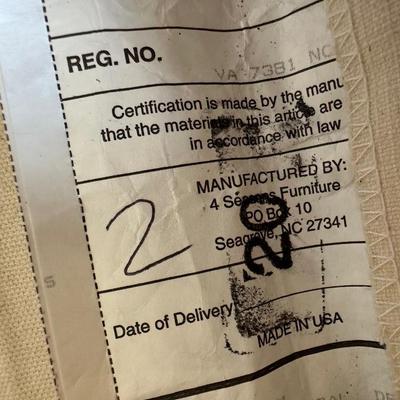 REG. NO.
VA-7381 NC
Certification is made by the manu
that the materials in this article are
in accordance with law
MANUFACTURED BY:
4 Seasons Furniture
PO Box 10
Seagrove, NC 27341
2
20
Date of Delivery
MADE IN USA
S